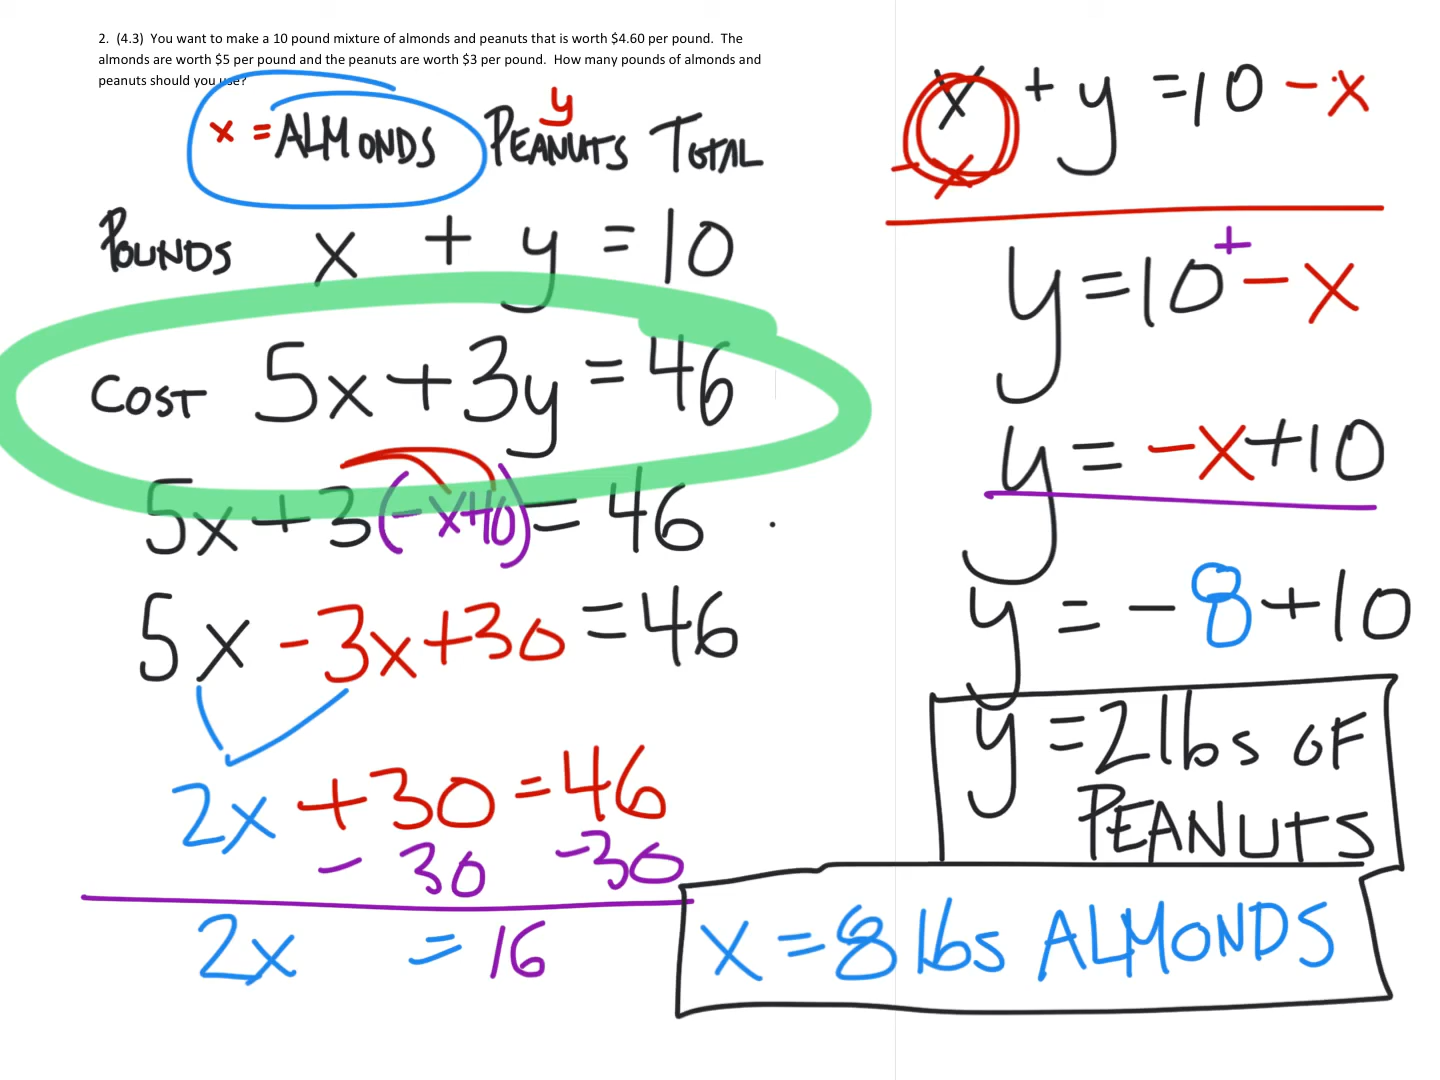 2. (4.3) You want to make a 10 pound mixture of almonds and peanuts that is worth $4.60 per pound. The
almonds are worth $5 per pound and the peanuts are worth $3 per pound. How many pounds of almonds and
peanuts should you use?
y
x = ALMONDS PEANUTS TOTAL
POUNDS x + y = 10
COST 5x + 3y = 46
5x + 3(-x+10) = 46
5x - 3x + 30 = 46
2x + 30 = 46
- 30 -30
2x = 16
x + y = 10 - x
- x
+
y = 10 - x
y = -x + 10
y = - 8 + 10
y = 2 lbs OF
PEANUTS
x = 8 lbs ALMONDS